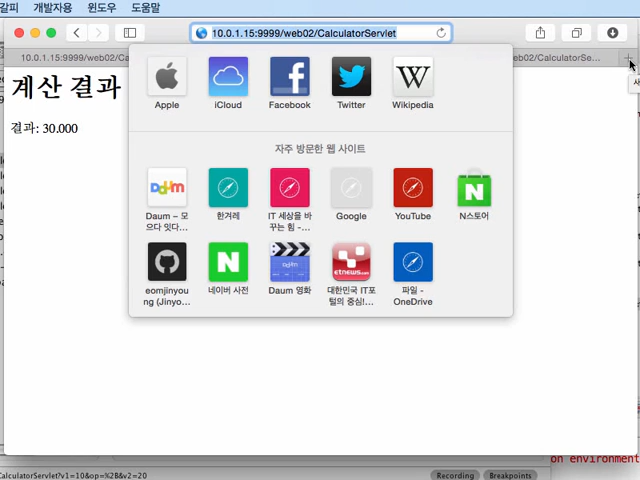 갈피 개발자용 윈도우 도움말
10.0.1.15:9999/web02/CalculatorServlet
10.0.1.15:9999/web02/Ca
eb02/CalculatorSe...
계산 결과
결과: 30.000
Apple
iCloud
Facebook
Twitter
Wikipedia
자주 방문한 웹 사이트
Daum – 모
으다 잇다...
한겨레
IT 세상을 바
꾸는 힘 -...
Google
YouTube
N스토어
eomjinyou
ng (Jinyo...
네이버 사전
Daum 영화
대한민국 IT포
털의 중심!...
파일 -
OneDrive
on environment
CalculatorServlet?v1=10&op=%2B&v2=20
Recording
Breakpoints